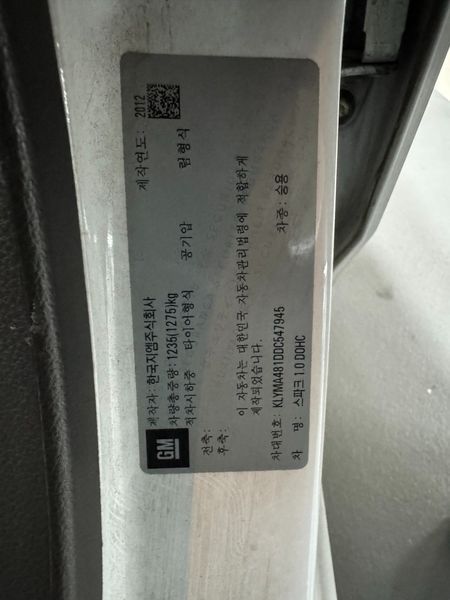 GM
제작자: 한국지엠주식회사 제작연도: 2012
차량총중량: 1235(1275)kg
적차시하중 타이어형식 공기압 림형식
전축:
후축:
이 자동차는 대한민국 자동차관리법령에 적합하게
제작되었습니다.
차대번호: KLYMA481DDC547945 차종: 승용
차 명: 스파크 1.0 DOHC